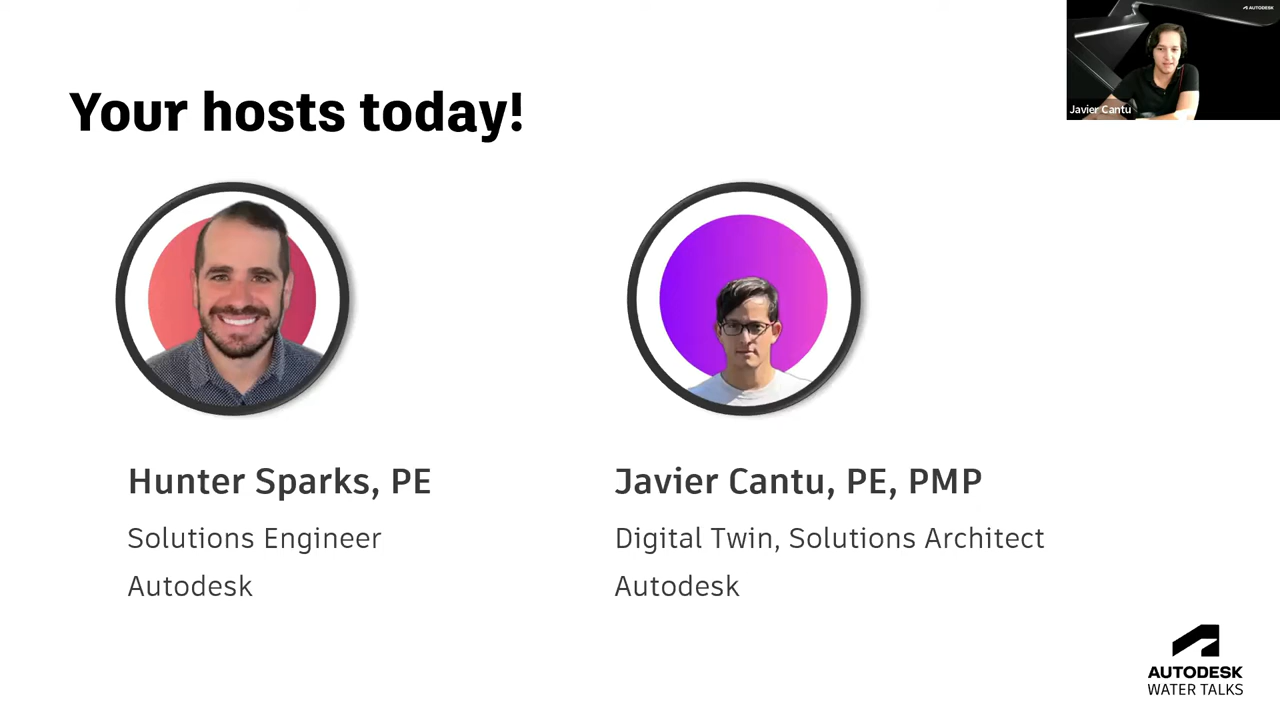 AUTODESK
Javier Cantu
Your hosts today!
Hunter Sparks, PE
Solutions Engineer
Autodesk
Javier Cantu, PE, PMP
Digital Twin, Solutions Architect
Autodesk
AUTODESK
WATER TALKS